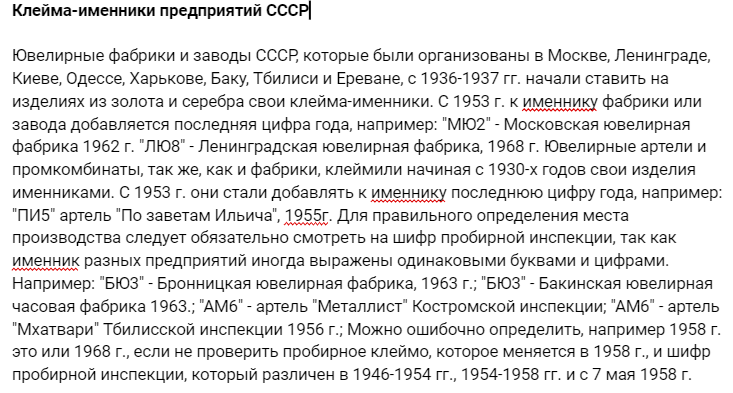 Клейма-именники предприятий СССР
Ювелирные фабрики и заводы СССР, которые были организованы в Москве, Ленинграде,
Киеве, Одессе, Харькове, Баку, Тбилиси и Ереване, с 1936-1937 гг. начали ставить на
изделиях из золота и серебра свои клейма-именники. С 1953 г. к именнику фабрики или
завода добавляется последняя цифра года, например: "МЮ2" - Московская ювелирная
фабрика 1962 г. "ЛЮ8" - Ленинградская ювелирная фабрика, 1968 г. Ювелирные артели и
промкомбинаты, так же, как и фабрики, клеймили начиная с 1930-х годов свои изделия
именниками. С 1953 г. они стали добавлять к именнику последнюю цифру года, например:
"ПИ5" артель "По заветам Ильича", 1955г. Для правильного определения места
производства следует обязательно смотреть на шифр пробирной инспекции, так как
именник разных предприятий иногда выражены одинаковыми буквами и цифрами.
Например: "БЮЗ" - Бронницкая ювелирная фабрика, 1963 г.; "БЮЗ" - Бакинская ювелирная
часовая фабрика 1963.; "АМ6" - артель "Металлист" Костромской инспекции; "АМ6" - артель
"Мхатвари" Тбилисской инспекции 1956 г.; Можно ошибочно определить, например 1958 г.
это или 1968 г., если не проверить пробирное клеймо, которое меняется в 1958 г., и шифр
пробирной инспекции, который различен в 1946-1954 гг., 1954-1958 гг. и с 7 мая 1958 г.